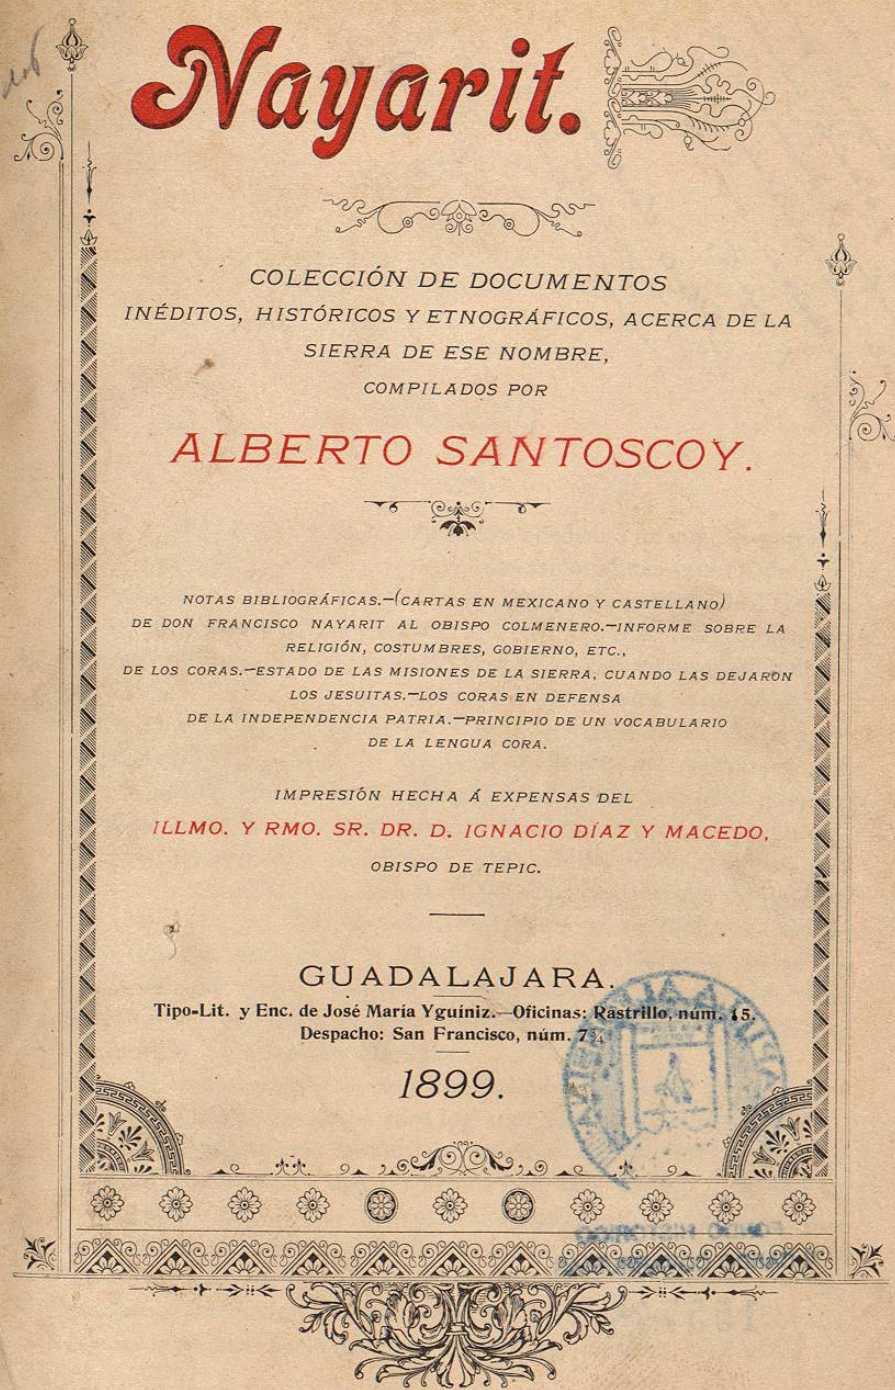 Nayarit.
COLECCIÓN DE DOCUMENTOS
INÉDITOS, HISTÓRICOS Y ETNOGRÁFICOS, ACERCA DE LA
SIERRA DE ESE NOMBRE,
COMPILADOS POR
ALBERTO SANTOSCOY.
NOTAS BIBLIOGRÁFICAS.—(CARTAS EN MEXICANO Y CASTELLANO)
DE DON FRANCISCO NAYARIT AL OBISPO COLMENERO.—INFORME SOBRE LA
RELIGIÓN, COSTUMBRES, GOBIERNO, ETC.,
DE LOS CORAS.—ESTADO DE LAS MISIONES DE LA SIERRA, CUANDO LAS DEJARON
LOS JESUITAS.—LOS CORAS EN DEFENSA
DE LA INDEPENDENCIA PATRIA.—PRINCIPIO DE UN VOCABULARIO
DE LA LENGUA CORA.
IMPRESIÓN HECHA Á EXPENSAS DEL
ILLMO. Y RMO. SR. DR. D. IGNACIO DÍAZ Y MACEDO,
OBISPO DE TEPIC.
GUADALAJARA.
Tipo-Lit. y Enc. de José María Yguíniz.—Oficinas: Rastrillo, núm. 15.
Despacho: San Francisco, núm. 7¾
1899.